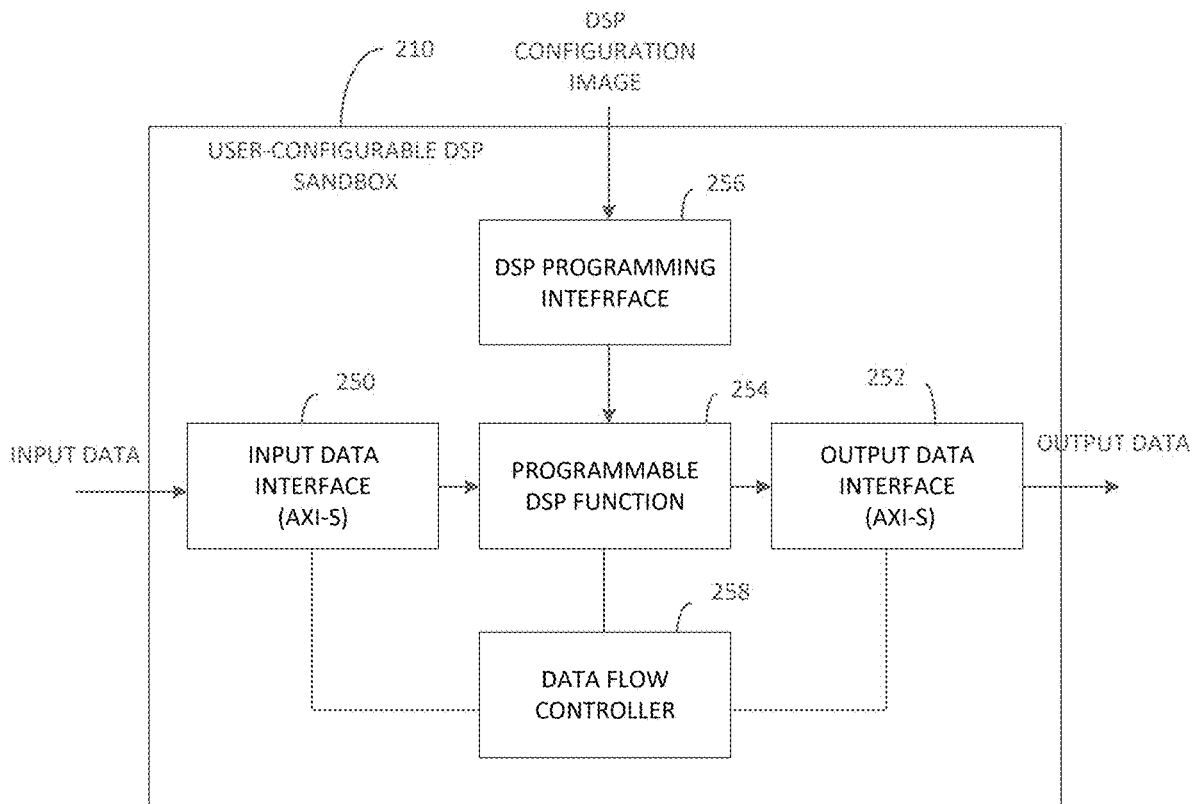 DSP
CONFIGURATION
IMAGE
210
USER-CONFIGURABLE DSP
SANDBOX
256
DSP PROGRAMMING
INTEFRFACE
250
254
252
INPUT DATA
INPUT DATA
INTERFACE
(AXI-S)
PROGRAMMABLE
DSP FUNCTION
OUTPUT DATA
INTERFACE
(AXI-S)
OUTPUT DATA
258
DATA FLOW
CONTROLLER